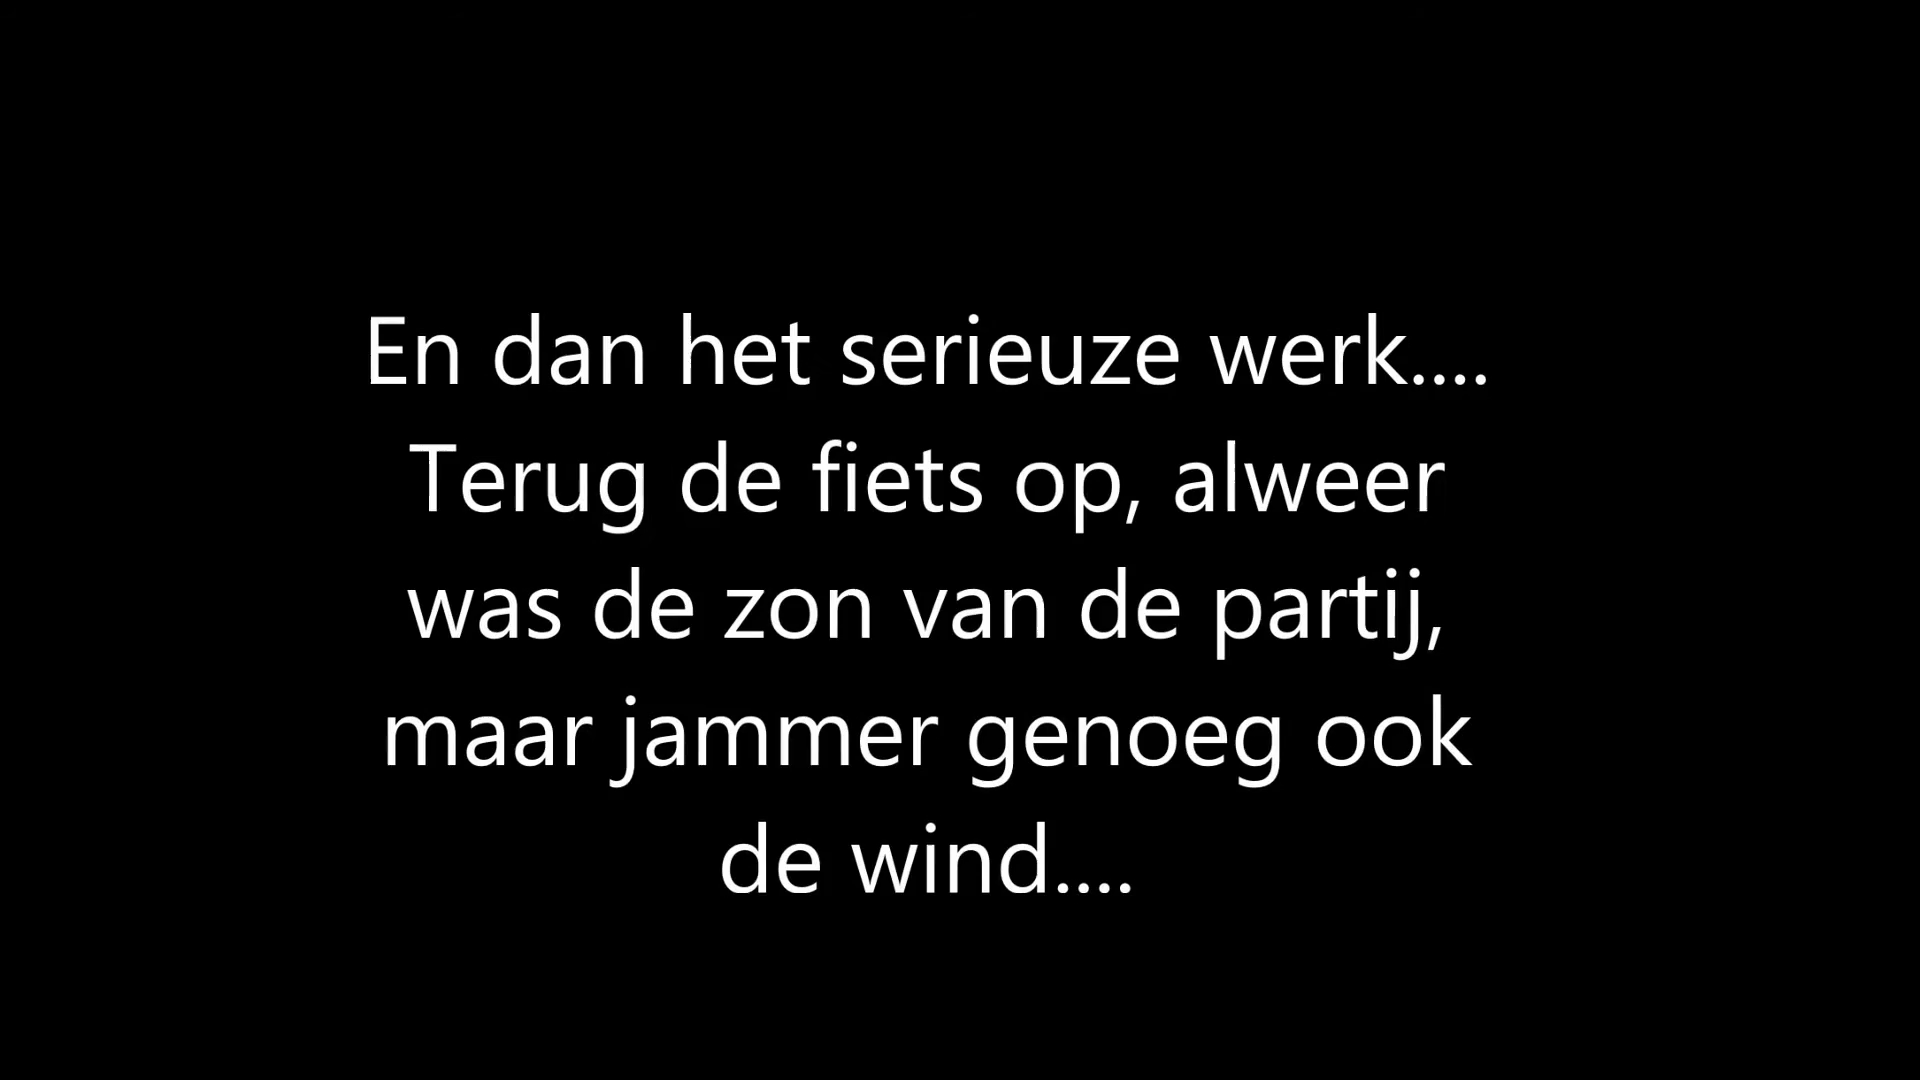 En dan het serieuze werk....
Terug de fiets op, alweer
was de zon van de partij,
maar jammer genoeg ook
de wind....